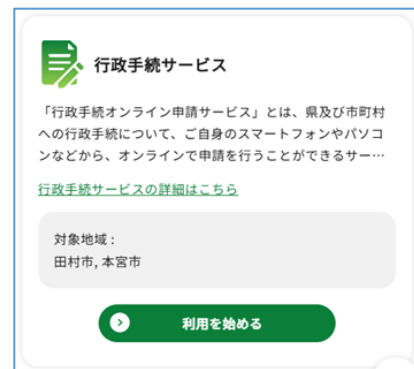 行政手続サービス
「行政手続オンライン申請サービス」とは、県及び市町村
への行政手続について、ご自身のスマートフォンやパソコ
ンなどから、オンラインで申請を行うことができるサー…
行政手続サービスの詳細はこちら
対象地域 :
田村市, 本宮市
利用を始める